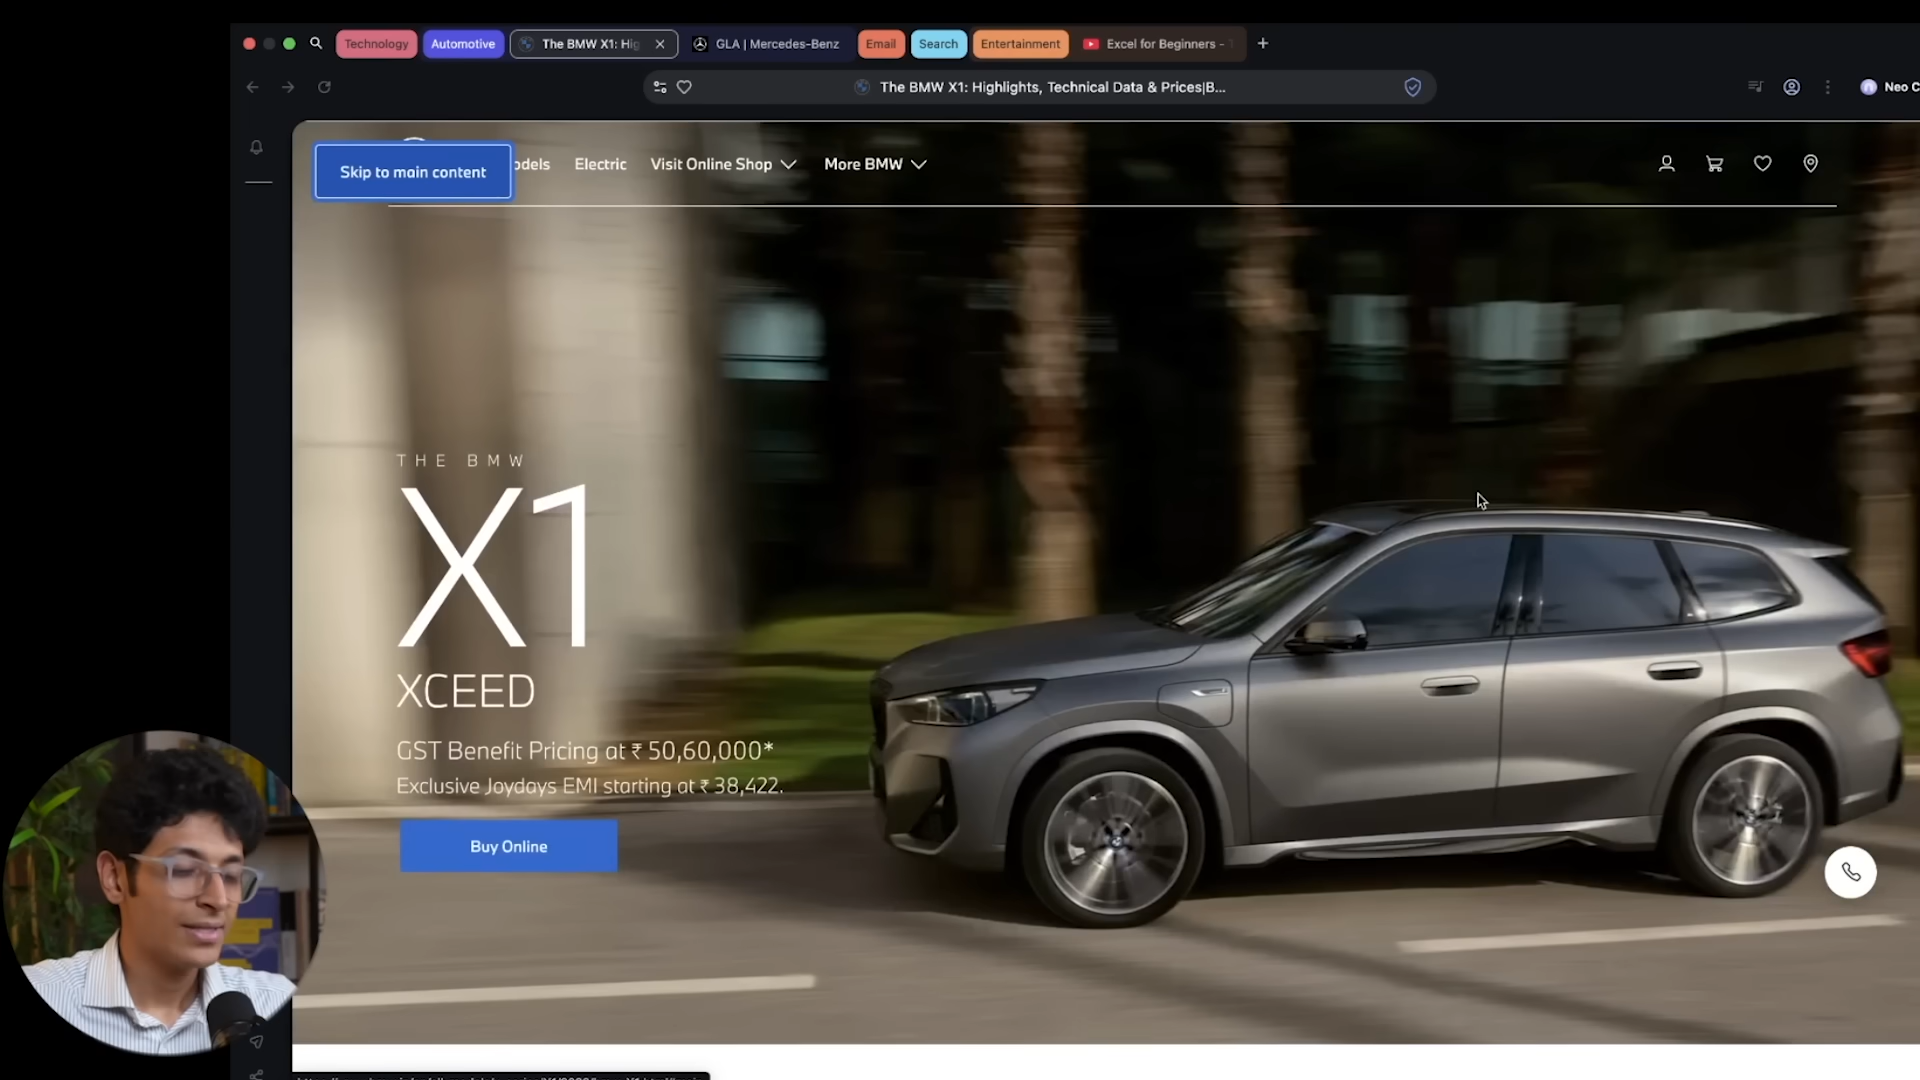 Technology
Automotive
The BMW X1: Hig
GLA | Mercedes-Benz
Email
Search
Entertainment
Excel for Beginners -
The BMW X1: Highlights, Technical Data & Prices|B...
Neo C
Skip to main content
odels
Electric
Visit Online Shop
More BMW
THE BMW
X1
XCEED
GST Benefit Pricing at ₹ 50,60,000*
Exclusive Joydays EMI starting at ₹ 38,422.
Buy Online